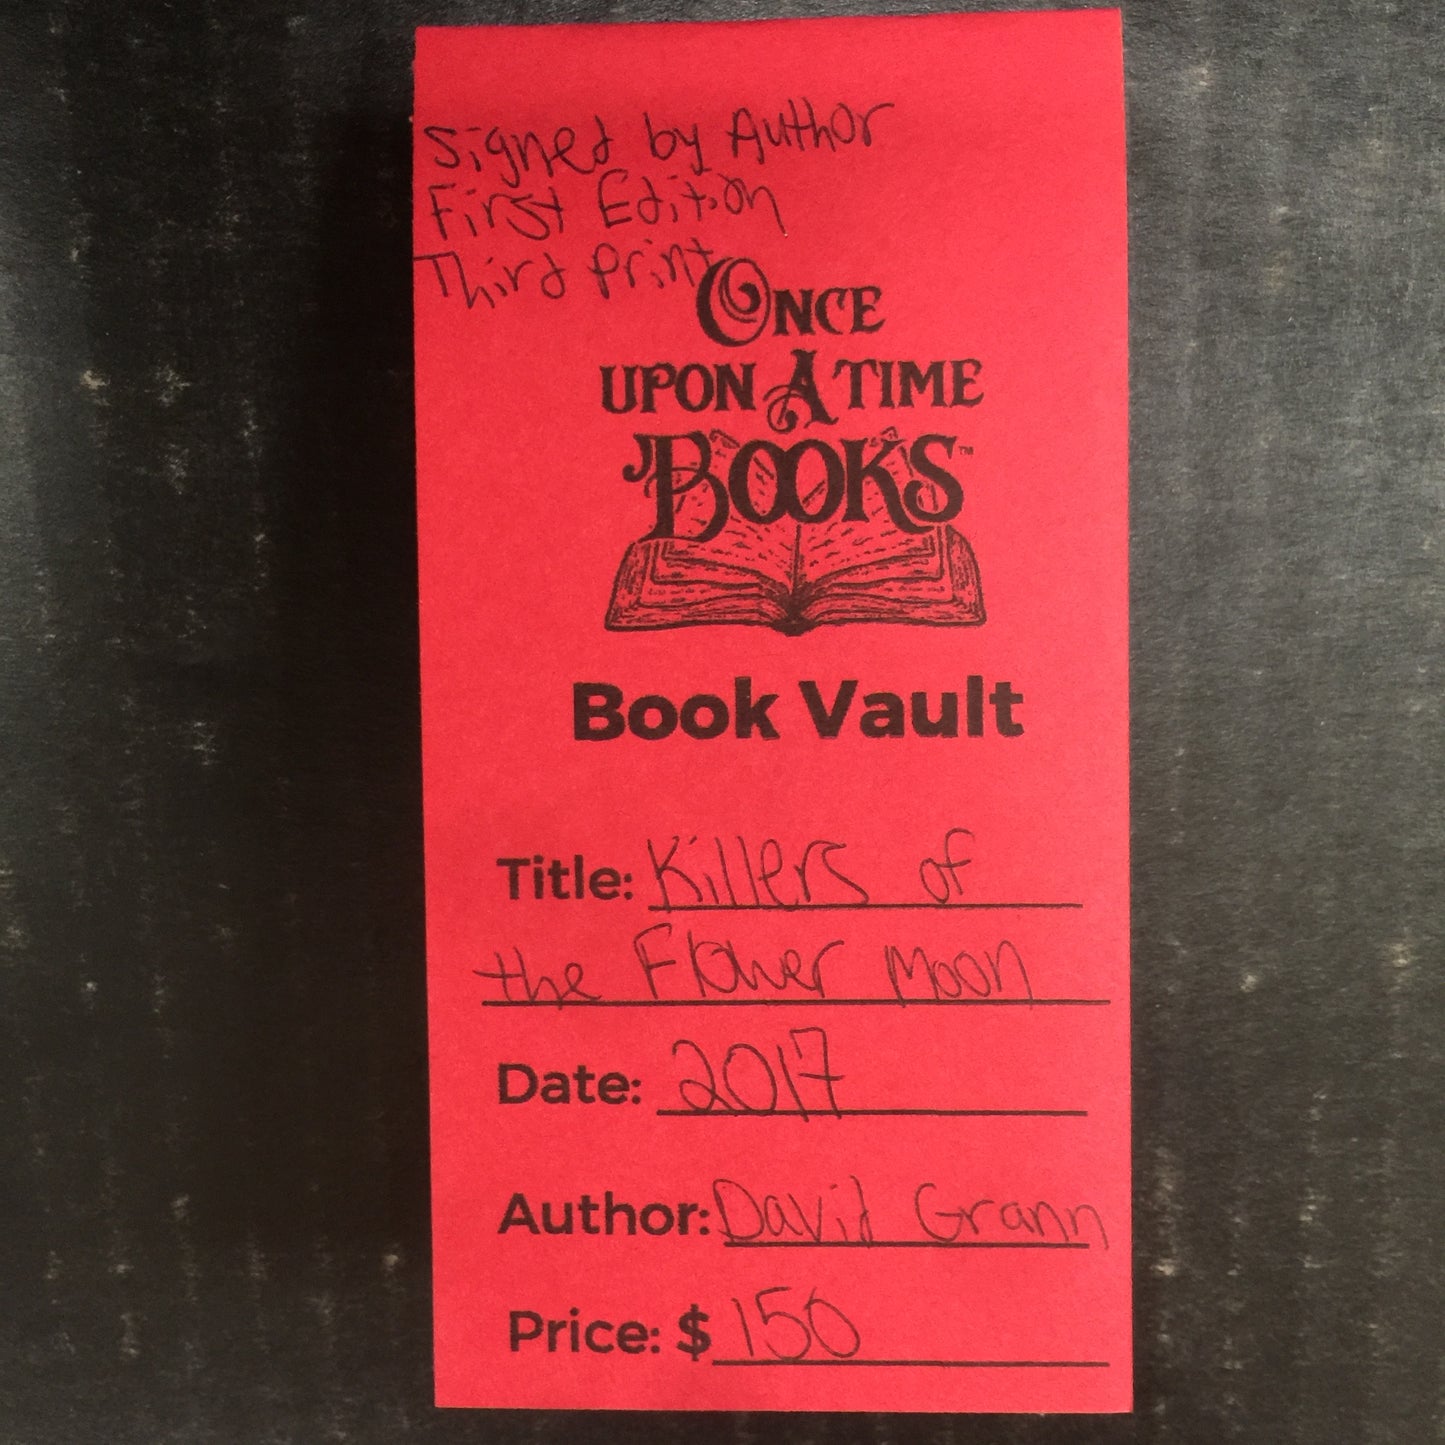 Signed by Author
First Edition
Third Print
ONCE
UPON A TIME
BOOKS™
Book Vault
Title: Killers of
the Flower Moon
Date: 2017
Author: David Grann
Price: $ 150